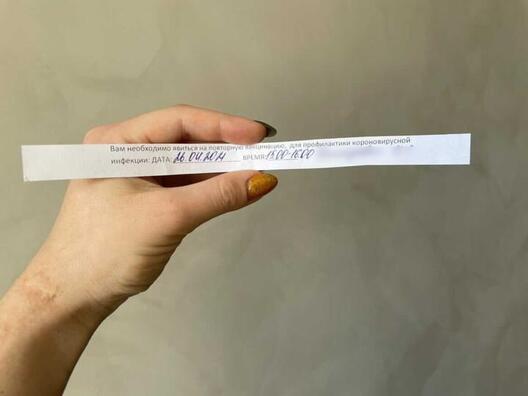 Вам необходимо явиться на повторную вакцинацию, для профилактики короновирусной
инфекции: ДАТА: 26.04.2021 ВРЕМЯ: 15.00-16.00